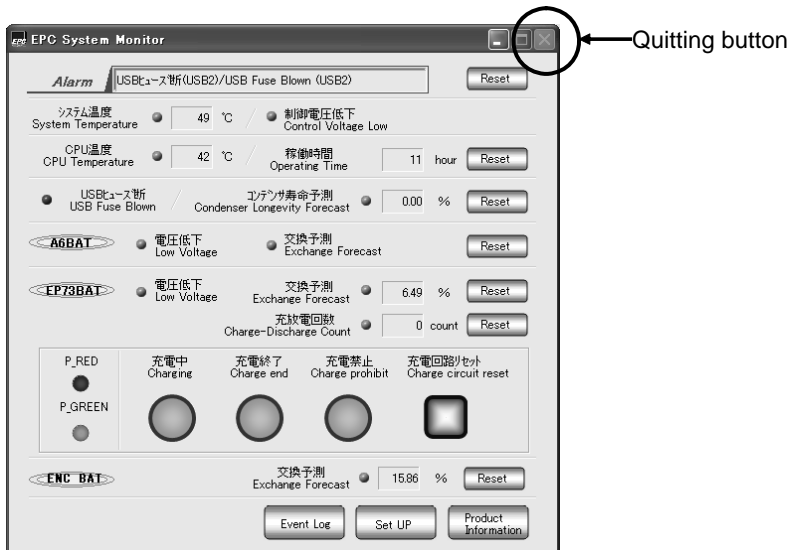 EPC EPC System Monitor
Quitting button
Alarm USBヒューズ断(USB2)/USB Fuse Blown (USB2) Reset
システム温度
System Temperature 49 ℃ 制御電圧低下
Control Voltage Low
CPU温度
CPU Temperature 42 ℃ 稼働時間
Operating Time 11 hour Reset
USBヒューズ断
USB Fuse Blown コンデンサ寿命予測
Condenser Longevity Forecast 0.00 % Reset
A6BAT 電圧低下
Low Voltage 交換予測
Exchange Forecast Reset
EP73BAT 電圧低下
Low Voltage 交換予測
Exchange Forecast 6.49 % Reset
充放電回数
Charge-Discharge Count 0 count Reset
P_RED
P_GREEN
充電中
Charging
充電終了
Charge end
充電禁止
Charge prohibit
充電回路リセット
Charge circuit reset
ENC BAT 交換予測
Exchange Forecast 15.86 % Reset
Event Log Set UP Product
Information